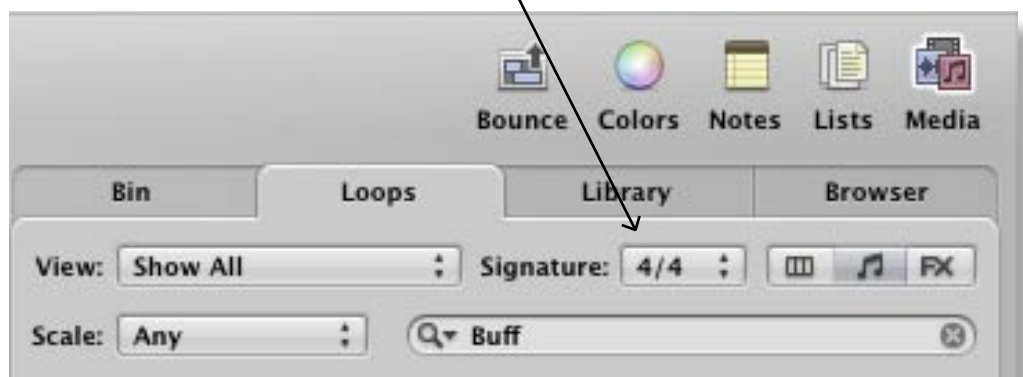 Bounce Colors Notes Lists Media
Bin Loops Library Browser
View: Show All Signature: 4/4 FX
Scale: Any Buff